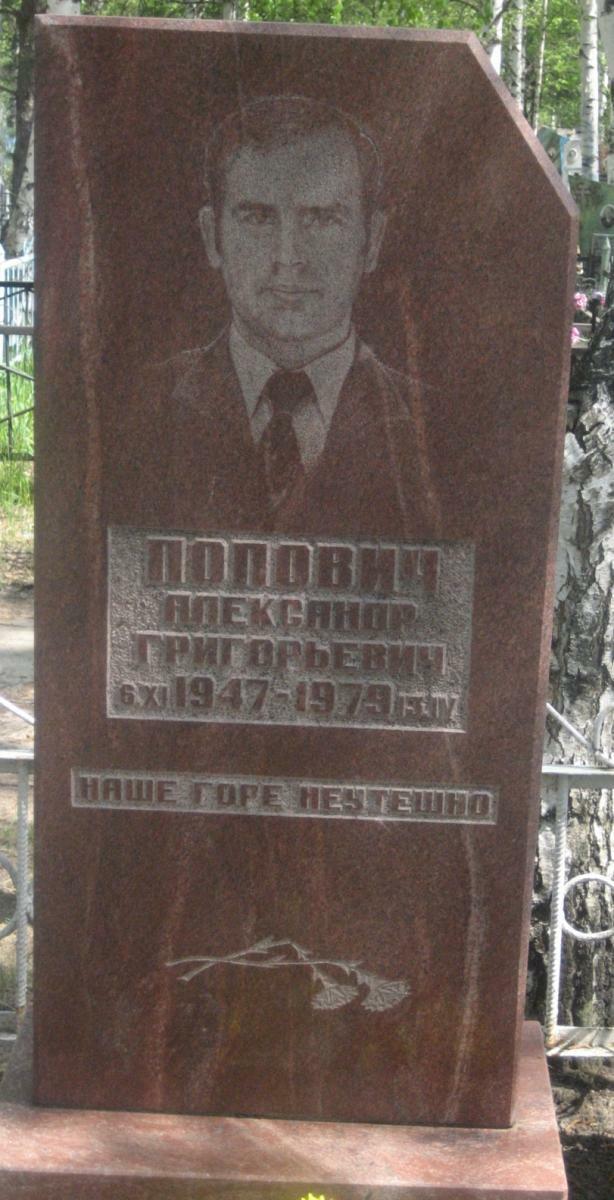 ПОПОВИЧ
АЛЕКСАНДР
ГРИГОРЬЕВИЧ
6.XI 1947-1979 13.IV
НАШЕ ГОРЕ НЕУТЕШНО